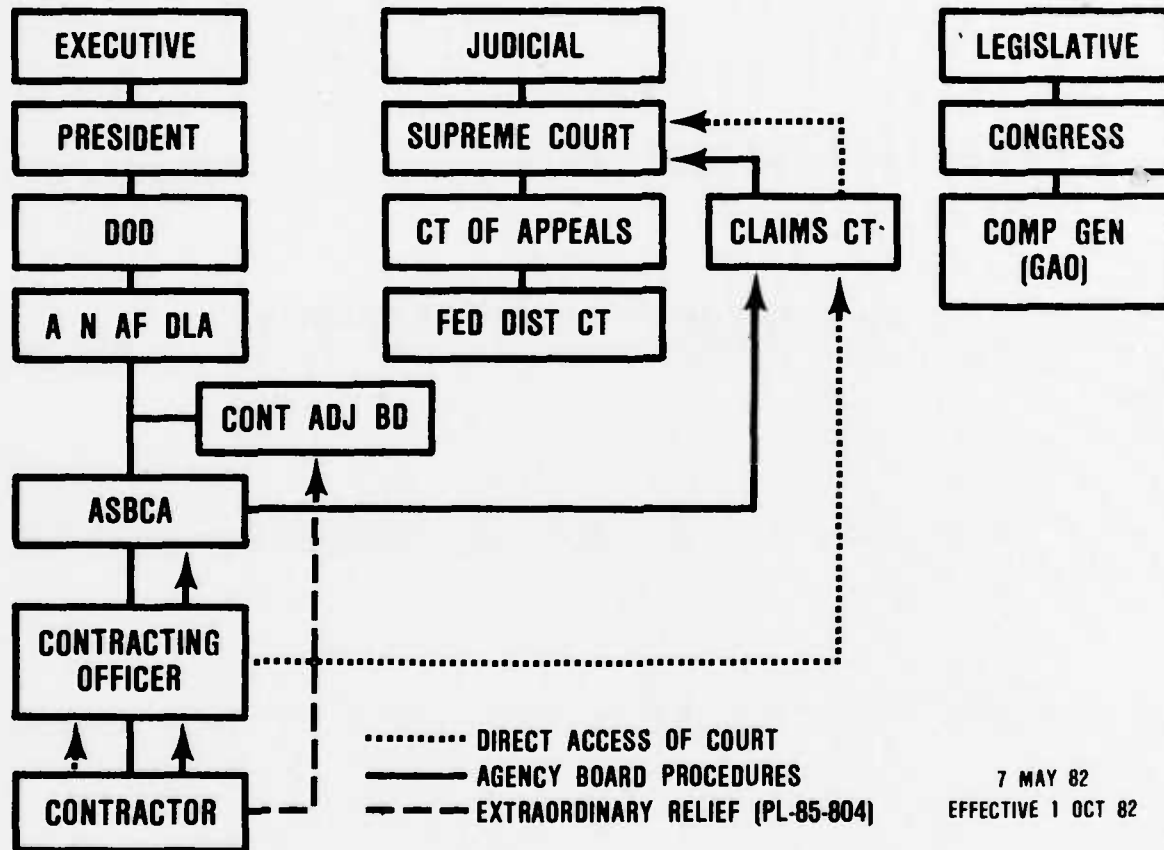 EXECUTIVE
PRESIDENT
DOD
A N AF DLA
CONT ADJ BD
ASBCA
CONTRACTING
OFFICER
CONTRACTOR
JUDICIAL
SUPREME COURT
CT OF APPEALS
FED DIST CT
CLAIMS CT
LEGISLATIVE
CONGRESS
COMP GEN
(GAO)
DIRECT ACCESS OF COURT
AGENCY BOARD PROCEDURES
EXTRAORDINARY RELIEF (PL-85-804)
7 MAY 82
EFFECTIVE 1 OCT 82